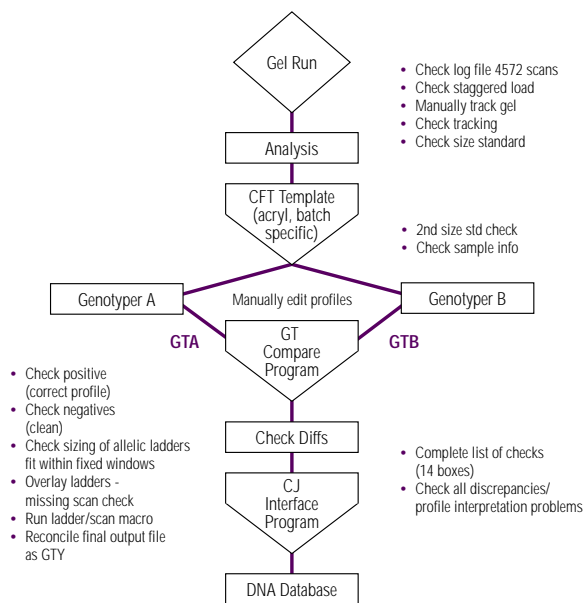 Gel Run
• Check log file 4572 scans
• Check staggered load
• Manually track gel
• Check tracking
• Check size standard
Analysis
CFT Template
(acryl, batch
specific)
• 2nd size std check
• Check sample info
Genotyper A
Manually edit profiles
Genotyper B
GTA
GT
Compare
Program
GTB
• Check positive
(correct profile)
• Check negatives
(clean)
• Check sizing of allelic ladders
fit within fixed windows
• Overlay ladders -
missing scan check
• Run ladder/scan macro
• Reconcile final output file
as GTY
Check Diffs
• Complete list of checks
(14 boxes)
• Check all discrepancies/
profile interpretation problems
CJ
Interface
Program
DNA Database